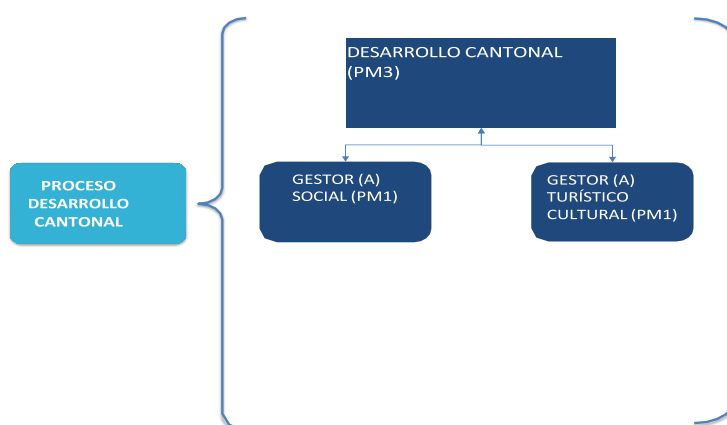 DESARROLLO CANTONAL
(PM3)
PROCESO
DESARROLLO
CANTONAL
GESTOR (A)
SOCIAL (PM1)
GESTOR (A)
TURÍSTICO
CULTURAL (PM1)